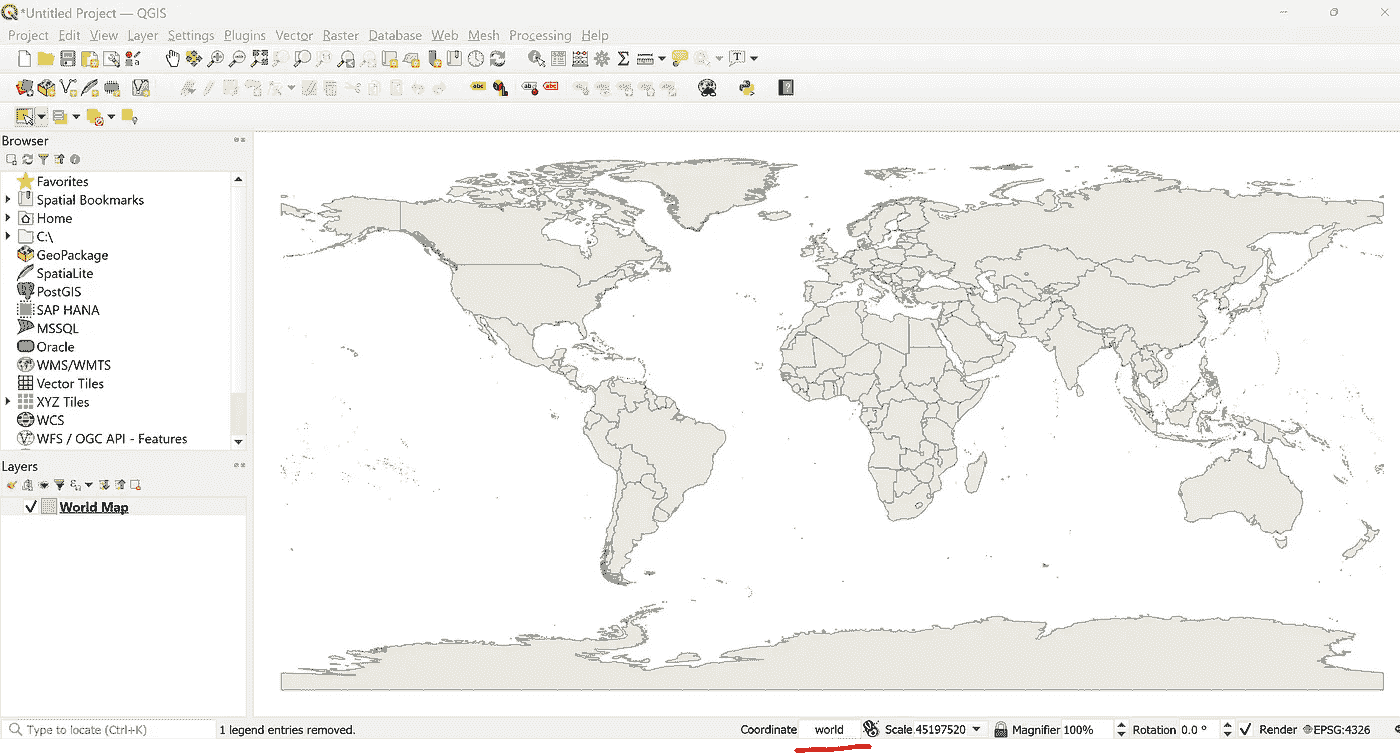 *Untitled Project — QGIS
Project Edit View Layer Settings Plugins Vector Raster Database Web Mesh Processing Help
Browser
Favorites
Spatial Bookmarks
Home
C:\
GeoPackage
SpatiaLite
PostGIS
SAP HANA
MSSQL
Oracle
WMS/WMTS
Vector Tiles
XYZ Tiles
WCS
WFS / OGC API - Features
Layers
World Map
Type to locate (Ctrl+K) 1 legend entries removed. Coordinate world Scale 45197520 Magnifier 100% Rotation 0.0 ° Render EPSG:4326